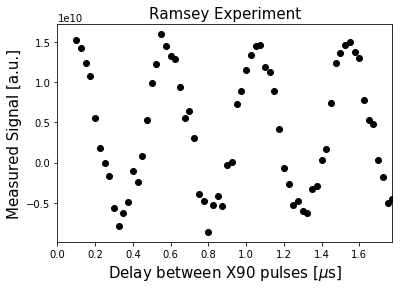 Ramsey Experiment
1e10
1.5
1.0
0.5
0.0
−0.5
Measured Signal [a.u.]
0.0 0.2 0.4 0.6 0.8 1.0 1.2 1.4 1.6
Delay between X90 pulses [μs]